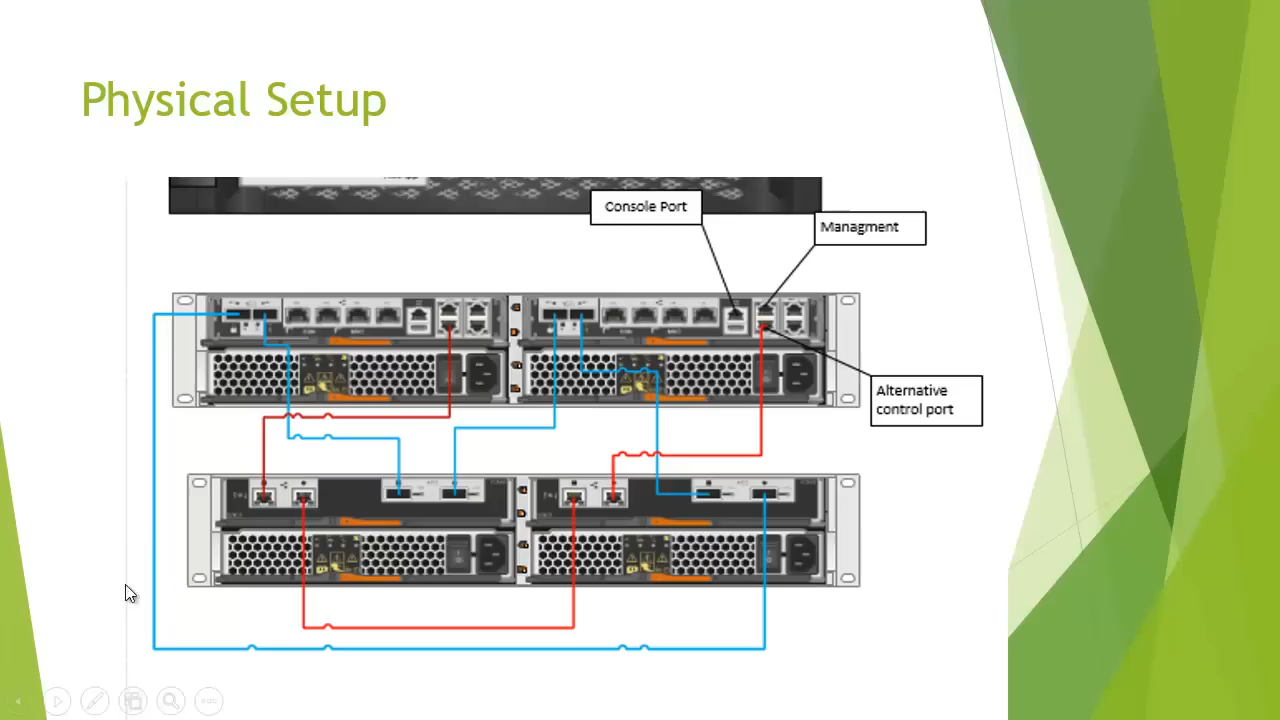 Physical Setup
Console Port
Managment
Alternative
control port